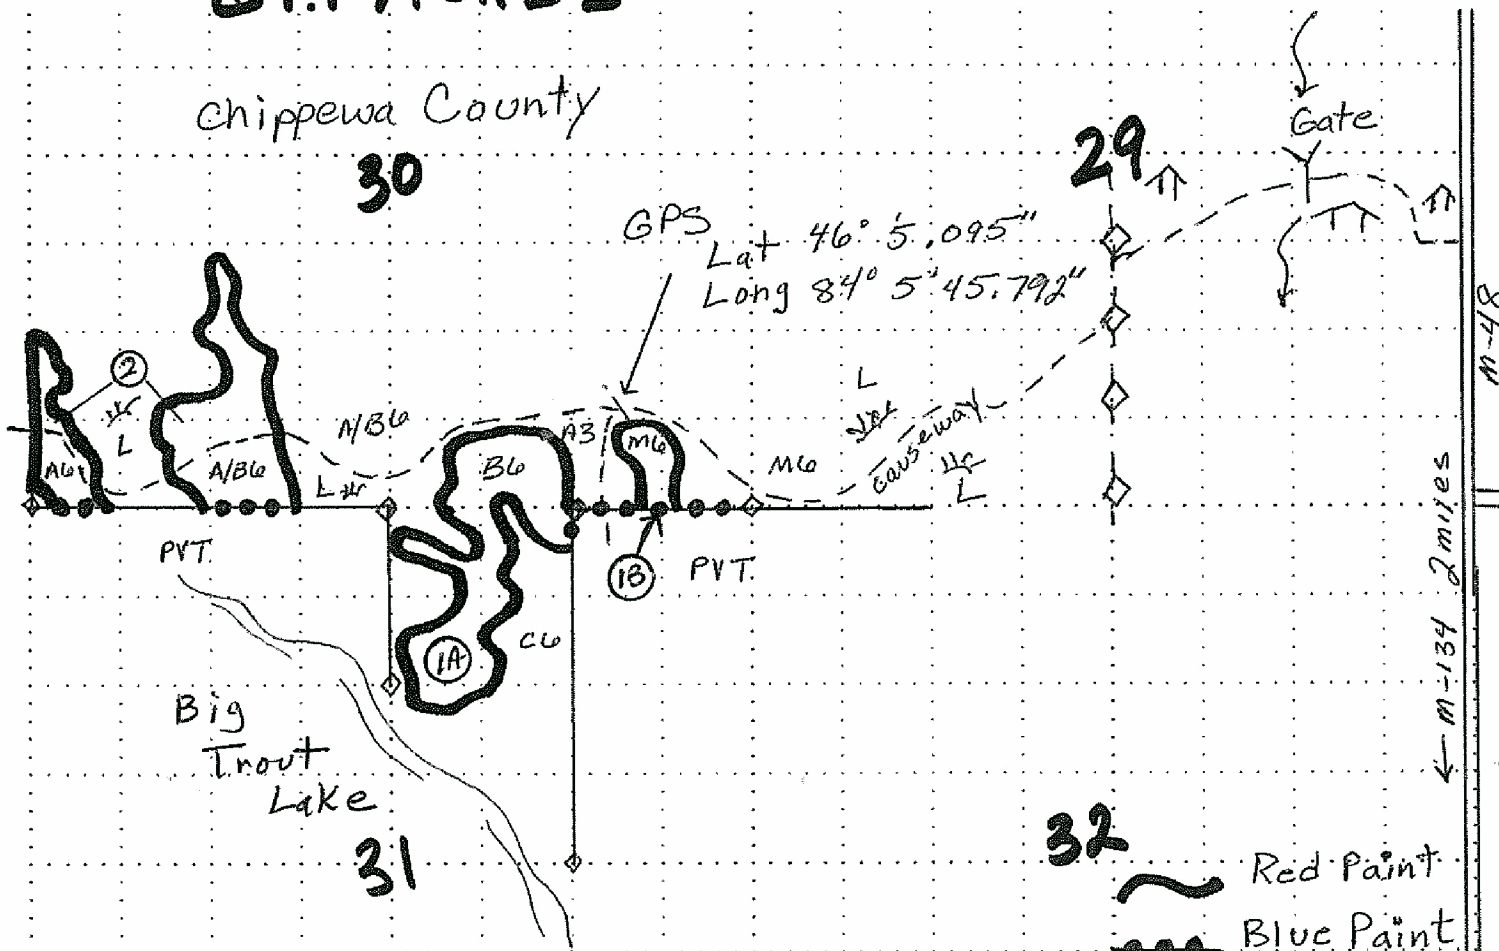 Chippewa County
30
29
Gate
GPS
Lat 46° 5'.095"
Long 84° 5' 45.792"
M-48
2
L
A6
A/B6
A/B6
L
B6
A3
M6
M6
L
causeway
L
PVT
1B
PVT.
1A
C6
2 miles
← M-134
Big
Trout
Lake
31
32
Red Paint
Blue Paint